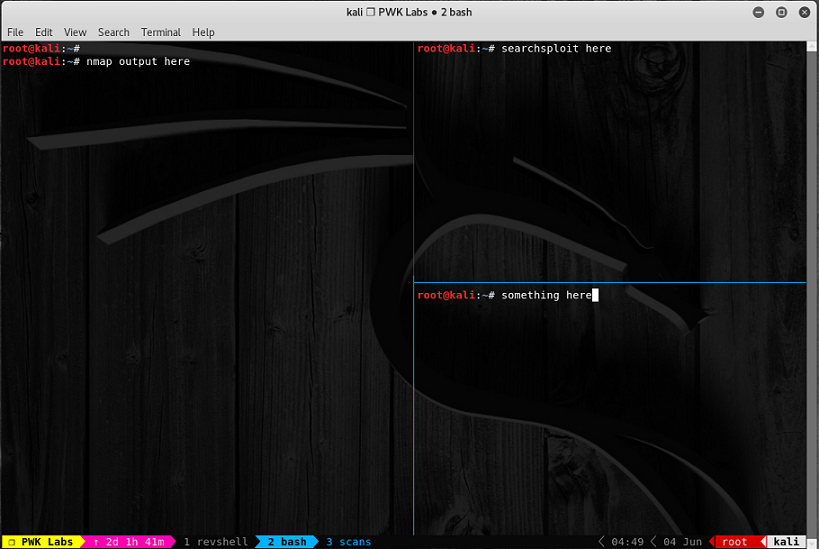 kali ❐ PWK Labs ● 2 bash
File Edit View Search Terminal Help
root@kali:~#
root@kali:~# nmap output here
root@kali:~# searchsploit here
root@kali:~# something here
❐ PWK Labs ↑ 2d 1h 41m 1 revshell 2 bash 3 scans 04:49 04 Jun root kali